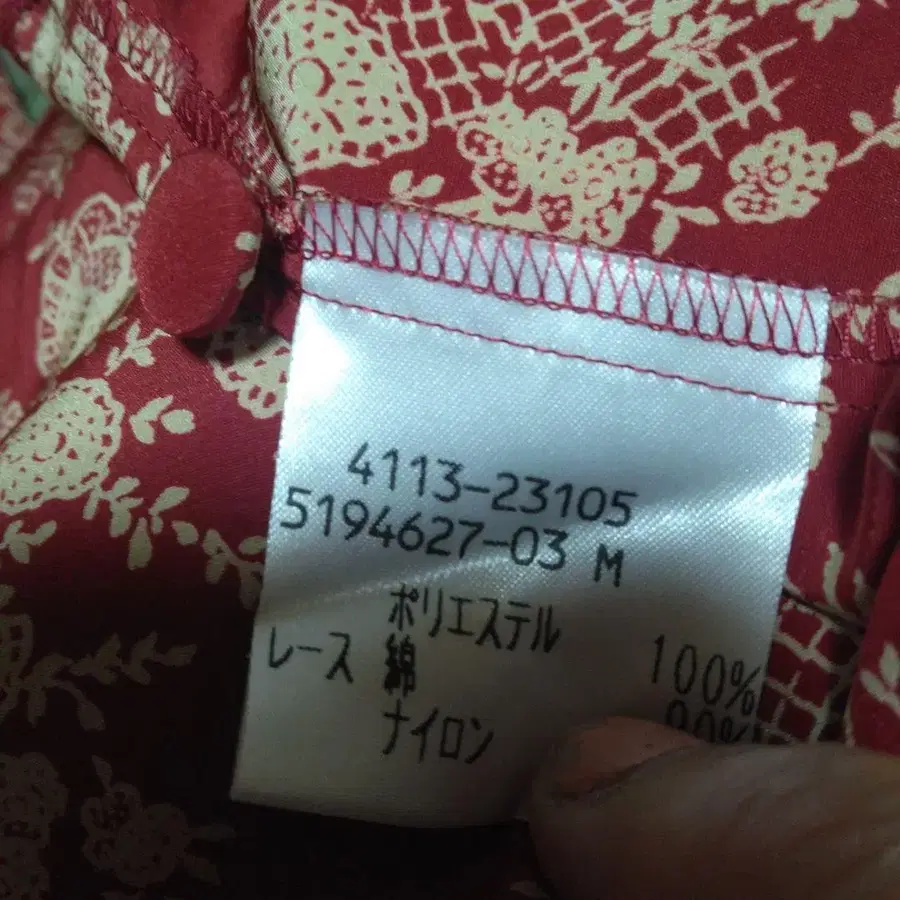 4113-23105
5194627-03 M
ポリエステル 100%
レース 綿
ナイロン